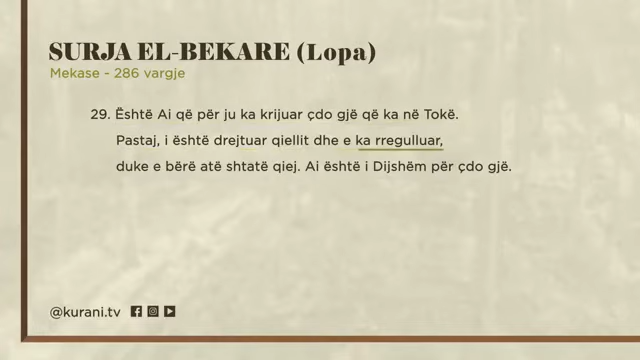 SURJA EL-BEKARE (Lopa)
Mekase - 286 vargje
29. Është Ai që për ju ka krijuar çdo gjë që ka në Tokë.
Pastaj, i është drejtuar qiellit dhe e ka rregulluar,
duke e bërë atë shtatë qiej. Ai është i Dijshëm për çdo gjë.
@kurani.tv